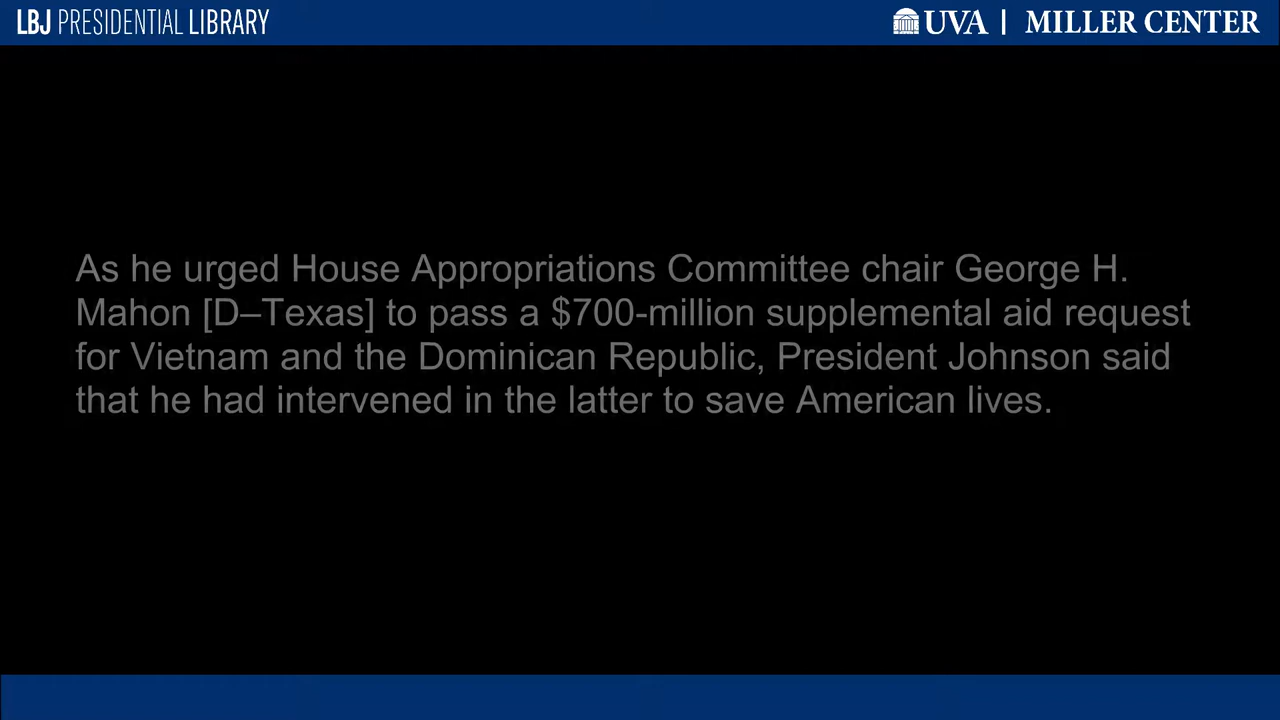 LBJ PRESIDENTIAL LIBRARY
UVA | MILLER CENTER
As he urged House Appropriations Committee chair George H.
Mahon [D–Texas] to pass a $700-million supplemental aid request
for Vietnam and the Dominican Republic, President Johnson said
that he had intervened in the latter to save American lives.